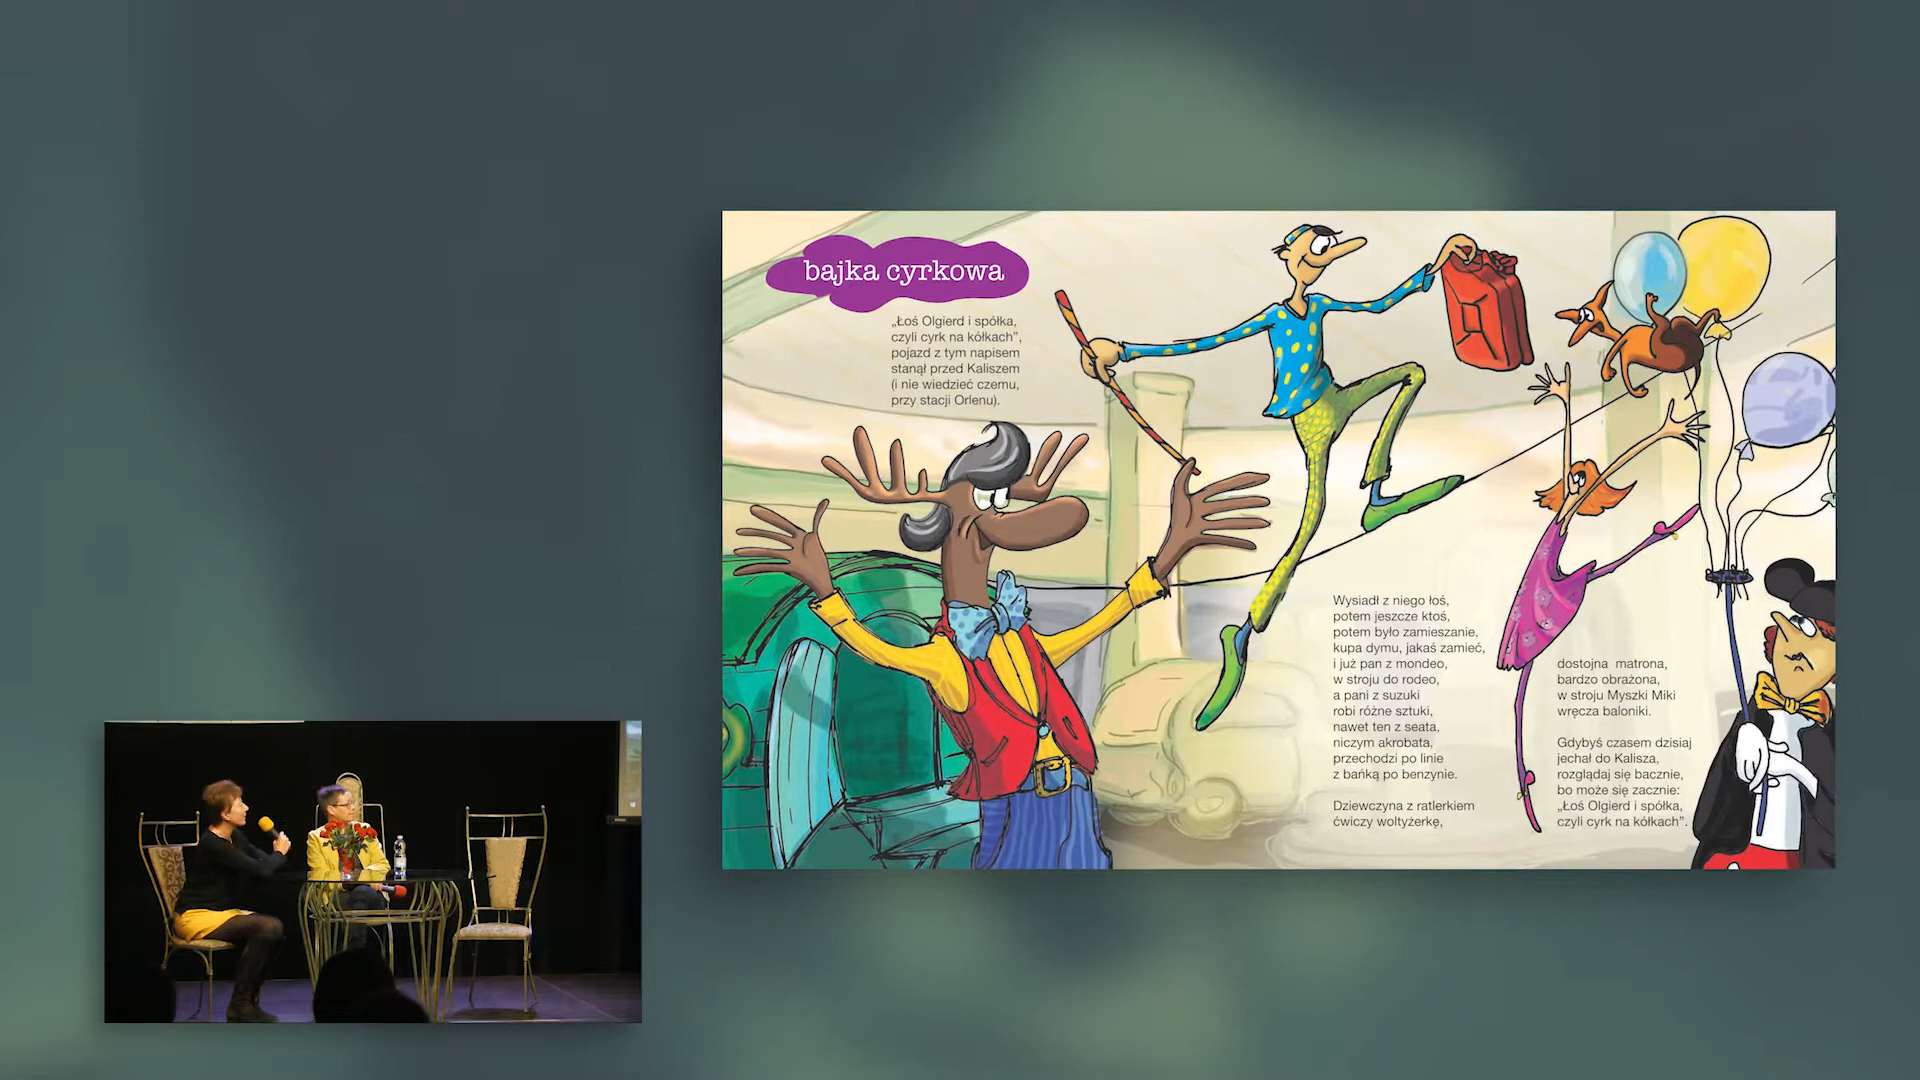 bajka cyrkowa
„Łoś Olgierd i spółka,
czyli cyrk na kółkach”,
pojazd z tym napisem
stanął przed Kaliszem
(i nie wiedzieć czemu,
przy stacji Orlenu).
Wysiadł z niego łoś,
potem jeszcze ktoś,
potem było zamieszanie,
kupa dymu, jakaś zamieć,
i już pan z mondeo,
w stroju do rodeo,
a pani z suzuki
robi różne sztuki,
nawet ten z seata,
niczym akrobata,
przechodzi po linie
z bańką po benzynie.
Dziewczyna z ratlerkiem
ćwiczy woltyżerkę,
dostojna matrona,
bardzo obrażona,
w stroju Myszki Miki
wręcza baloniki.
Gdybyś czasem dzisiaj
jechał do Kalisza,
rozglądaj się bacznie,
bo może się zacznie:
„Łoś Olgierd i spółka,
czyli cyrk na kółkach”.